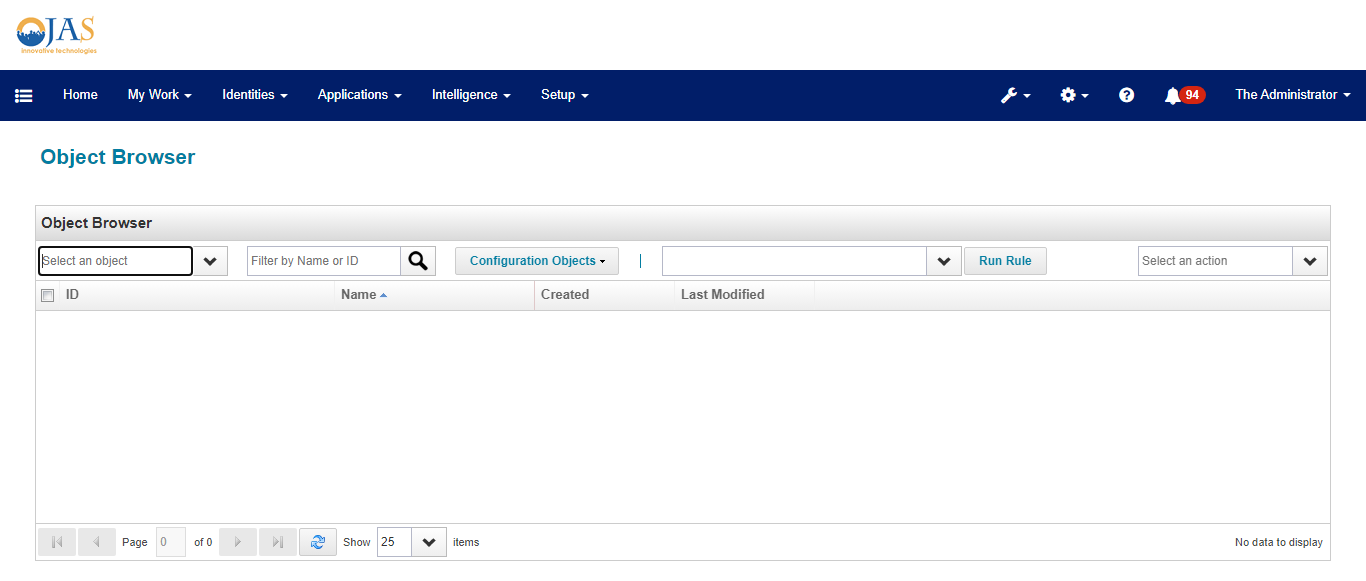 OJAS
Innovative technologies
Home My Work Identities Applications Intelligence Setup 94 The Administrator
Object Browser
Object Browser
Select an object Filter by Name or ID Configuration Objects Run Rule Select an action
ID Name Created Last Modified
Page 0 of 0 Show 25 items No data to display